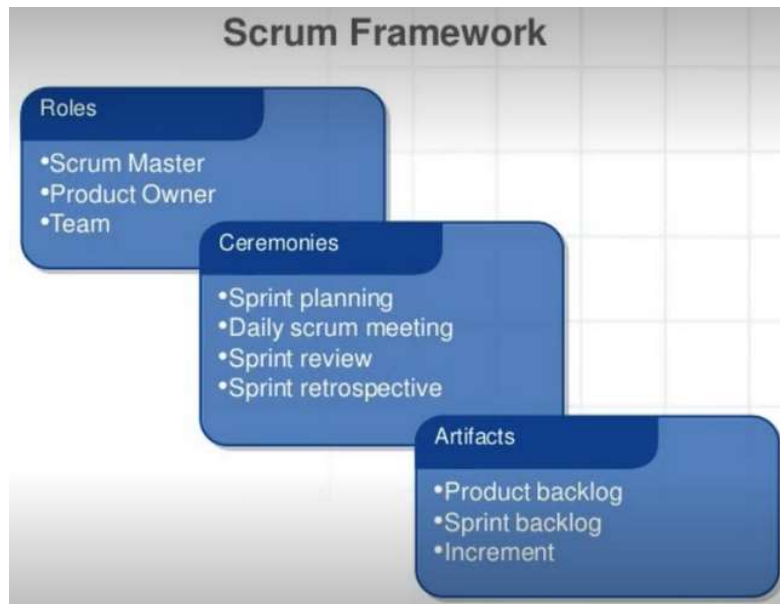 Scrum Framework
Roles
•Scrum Master
•Product Owner
•Team
Ceremonies
•Sprint planning
•Daily scrum meeting
•Sprint review
•Sprint retrospective
Artifacts
•Product backlog
•Sprint backlog
•Increment